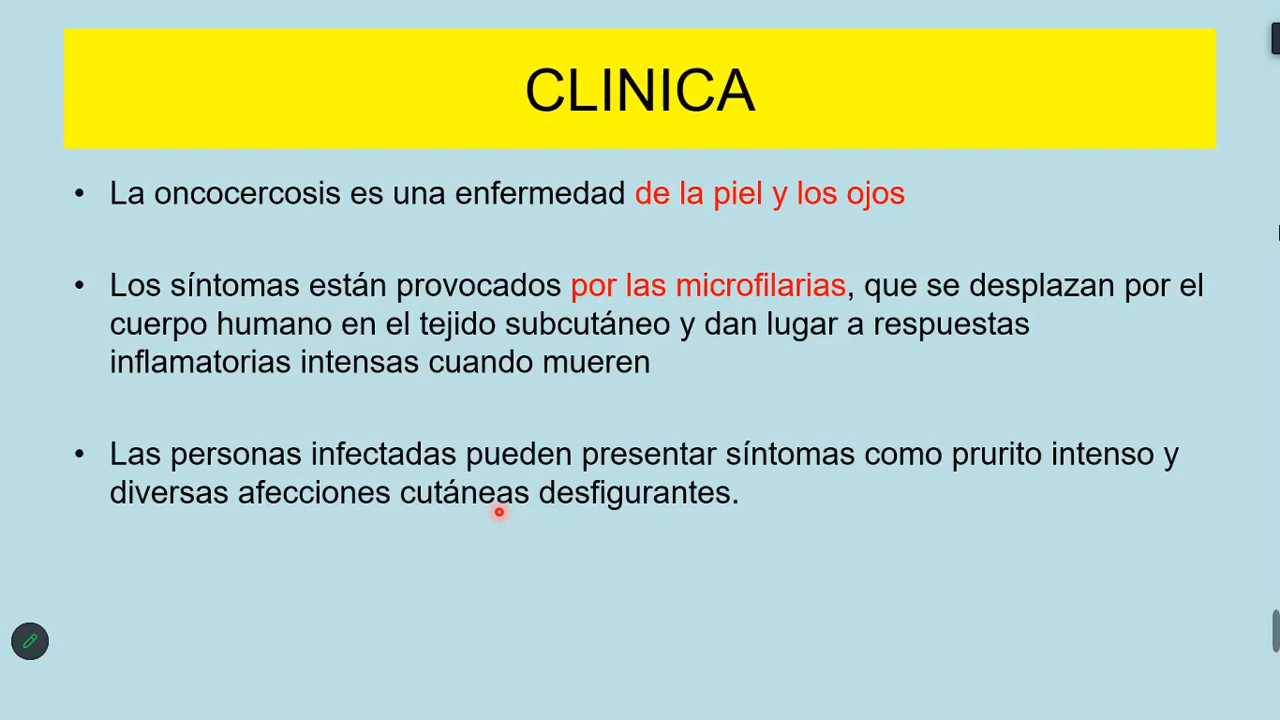 CLINICA
• La oncocercosis es una enfermedad de la piel y los ojos
• Los síntomas están provocados por las microfilarias, que se desplazan por el
cuerpo humano en el tejido subcutáneo y dan lugar a respuestas
inflamatorias intensas cuando mueren
• Las personas infectadas pueden presentar síntomas como prurito intenso y
diversas afecciones cutáneas desfigurantes.